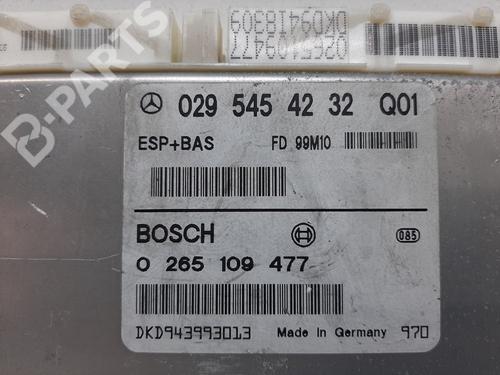 DKD9418309
0265109477
B-PARTS
029 545 42 32 Q01
ESP+BAS FD 99M10
BOSCH 085
0 265 109 477
DKD943993013 Made in Germany 970